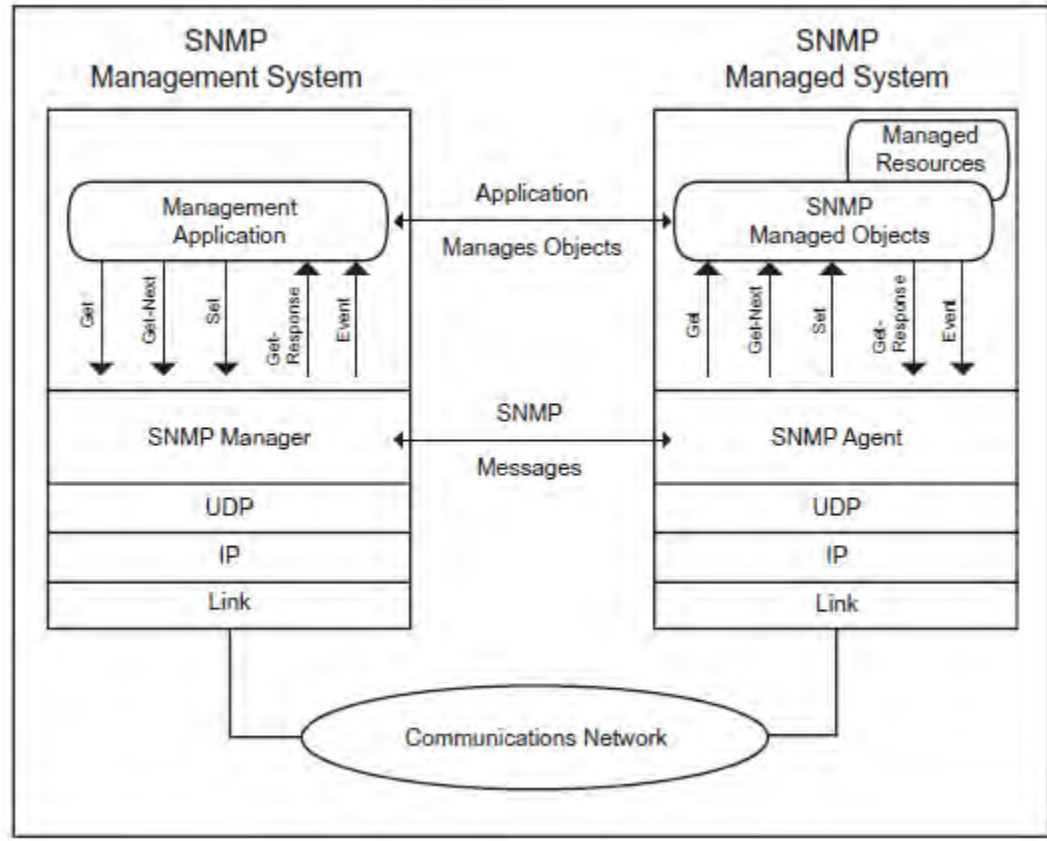 SNMP
Management System
SNMP
Managed System
Managed
Resources
Management
Application
Application
Manages Objects
SNMP
Managed Objects
Get
Get-Next
Set
Get-
Response
Event
Get
Get-Next
Set
Get-
Response
Event
SNMP Manager
SNMP
Messages
SNMP Agent
UDP
UDP
IP
IP
Link
Link
Communications Network